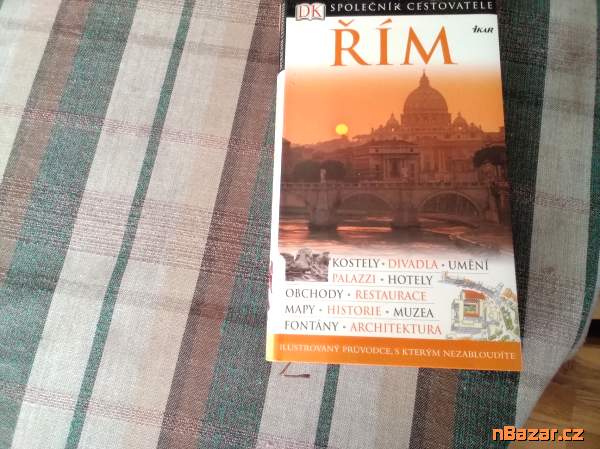 DK SPOLEČNÍK CESTOVATELE
ŘÍM
IKAR
KOSTELY • DIVADLA • UMĚNÍ
PALAZZI • HOTELY
OBCHODY • RESTAURACE
MAPY • HISTORIE • MUZEA
FONTÁNY • ARCHITEKTURA
ILUSTROVANÝ PRŮVODCE, S KTERÝM NEZABLOUDÍTE
nBazar.cz